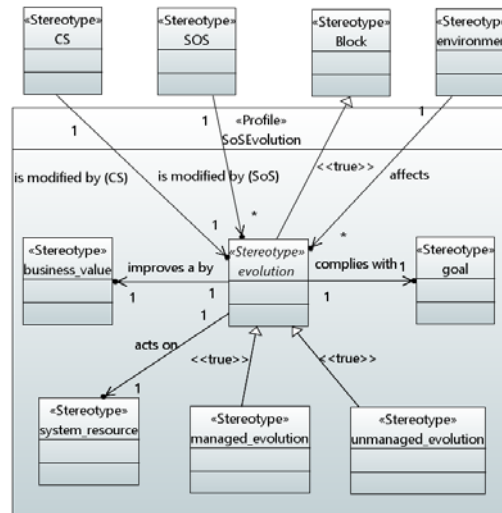 «Stereotype»
CS
«Stereotype»
SOS
«Stereotype»
Block
«Stereotype»
environment
1
1
1
«Profile»
SoSEvolution
is modified by (CS)
is modified by (SoS)
<<true>>
affects
1
*
*
«Stereotype»
business_value
improves a by
1
1
«Stereotype»
evolution
complies with
1
1
«Stereotype»
goal
1
acts on
1
<<true>>
<<true>>
«Stereotype»
system_resource
«Stereotype»
managed_evolution
«Stereotype»
unmanaged_evolution